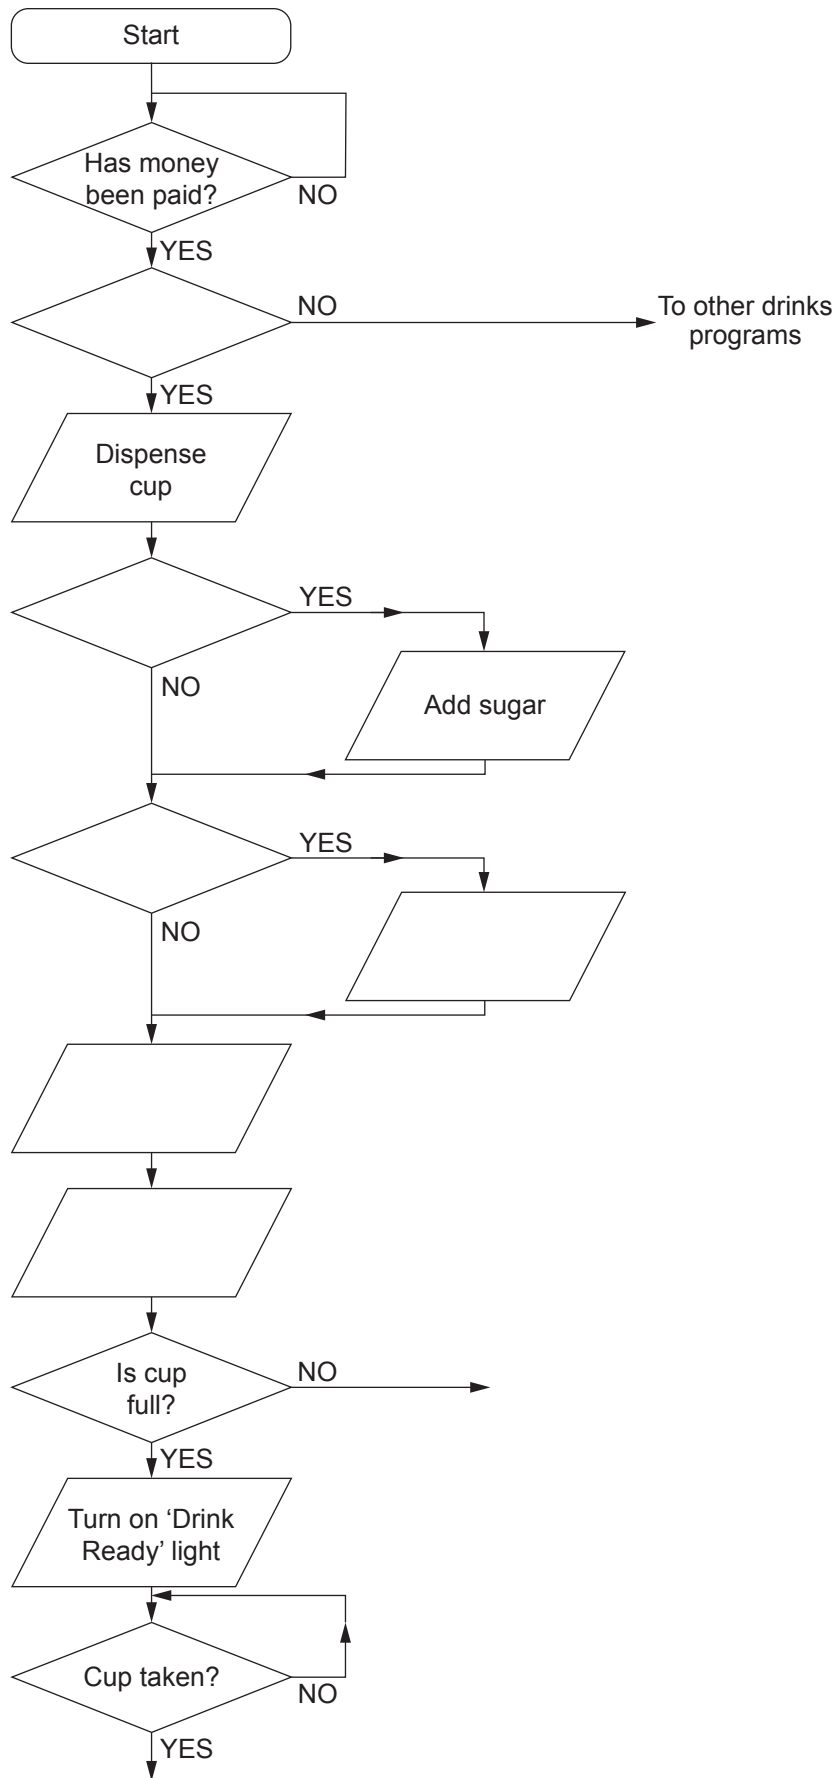 Start
Has money
been paid?
NO
YES
NO
To other drinks
programs
YES
Dispense
cup
YES
NO
Add sugar
YES
NO
Is cup
full?
NO
YES
Turn on ‘Drink
Ready’ light
Cup taken?
NO
YES